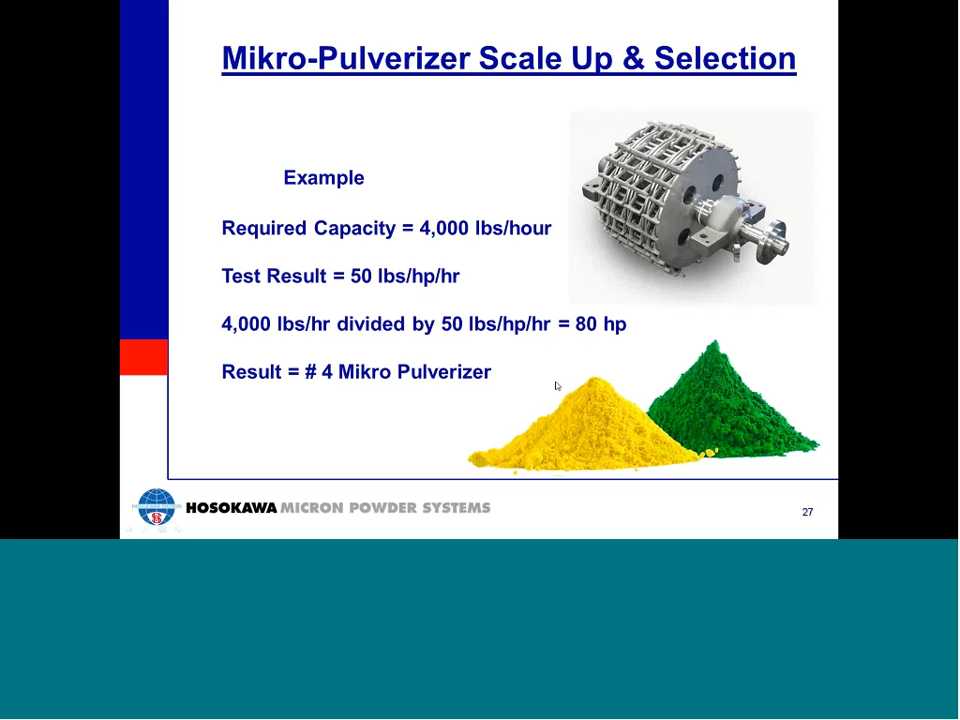 Mikro-Pulverizer Scale Up & Selection
Example
Required Capacity = 4,000 lbs/hour
Test Result = 50 lbs/hp/hr
4,000 lbs/hr divided by 50 lbs/hp/hr = 80 hp
Result = # 4 Mikro Pulverizer
HOSOKAWA MICRON POWDER SYSTEMS
27